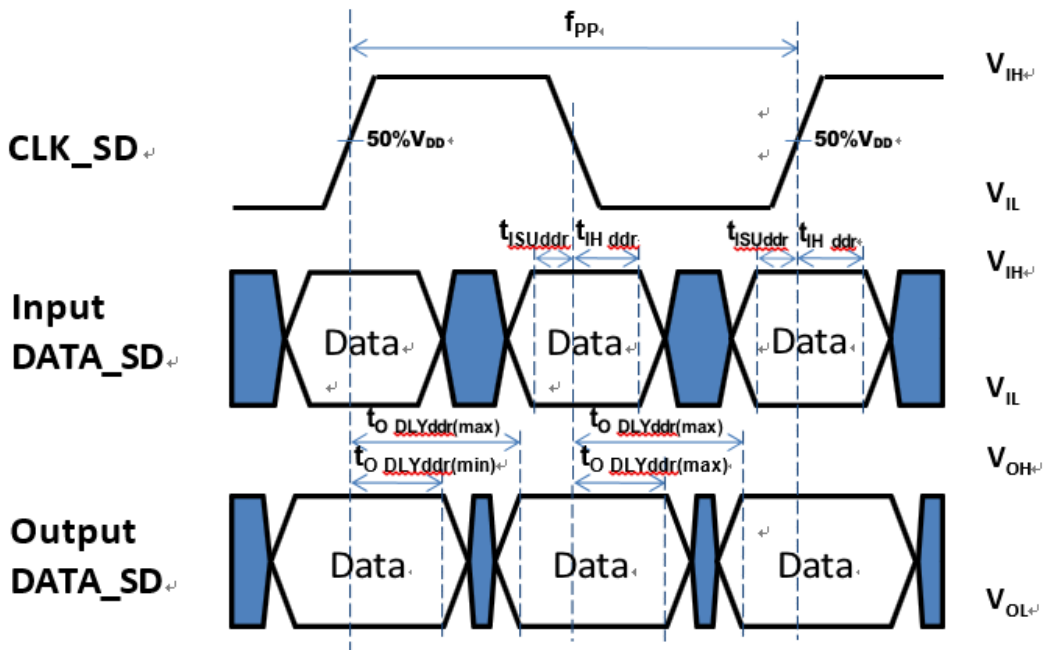 fPP
VIH
CLK_SD
50%VDD
50%VDD
VIL
tISUddr
tIH ddr
tISUddr
tIH ddr
VIH
Input
DATA_SD
Data
Data
Data
VIL
tO DLYddr(max)
tO DLYddr(max)
tO DLYddr(min)
tO DLYddr(max)
VOH
Output
DATA_SD
Data
Data
Data
VOL